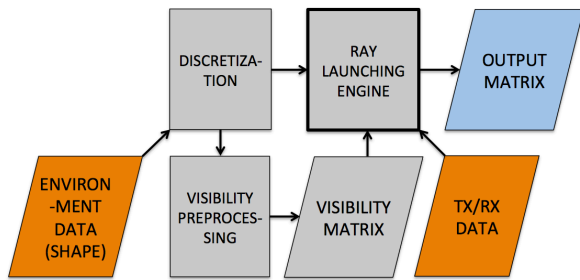 DISCRETIZA-
TION
RAY
LAUNCHING
ENGINE
OUTPUT
MATRIX
ENVIRON
-MENT
DATA
(SHAPE)
VISIBILITY
PREPROCES-
SING
VISIBILITY
MATRIX
TX/RX
DATA